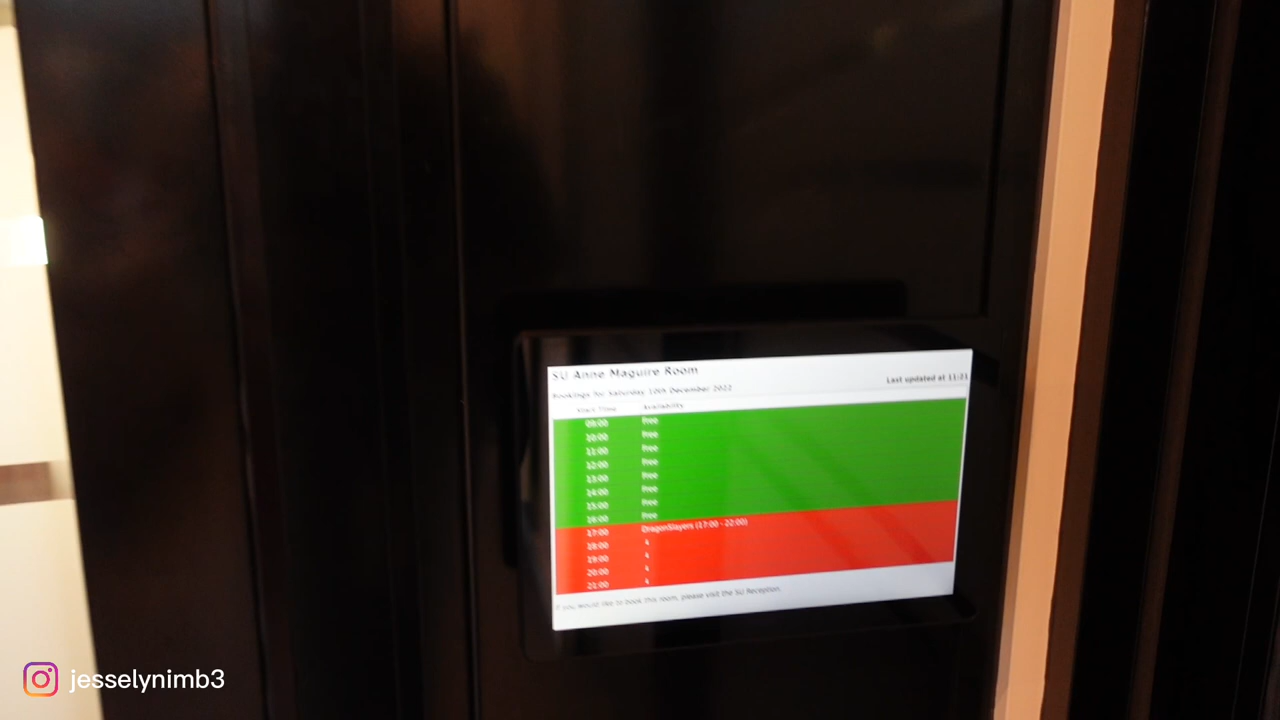 SU Anne Maguire Room
Bookings for Saturday 10th December 2022
Last updated at 11:21
Start Time Availability
09:00 Free
10:00 Free
11:00 Free
12:00 Free
13:00 Free
14:00 Free
15:00 Free
16:00 Free
17:00 DragonSlayers (17:00 - 22:00)
18:00
19:00
20:00
21:00
If you would like to book this room, please visit the SU Reception.
jesselynimb3